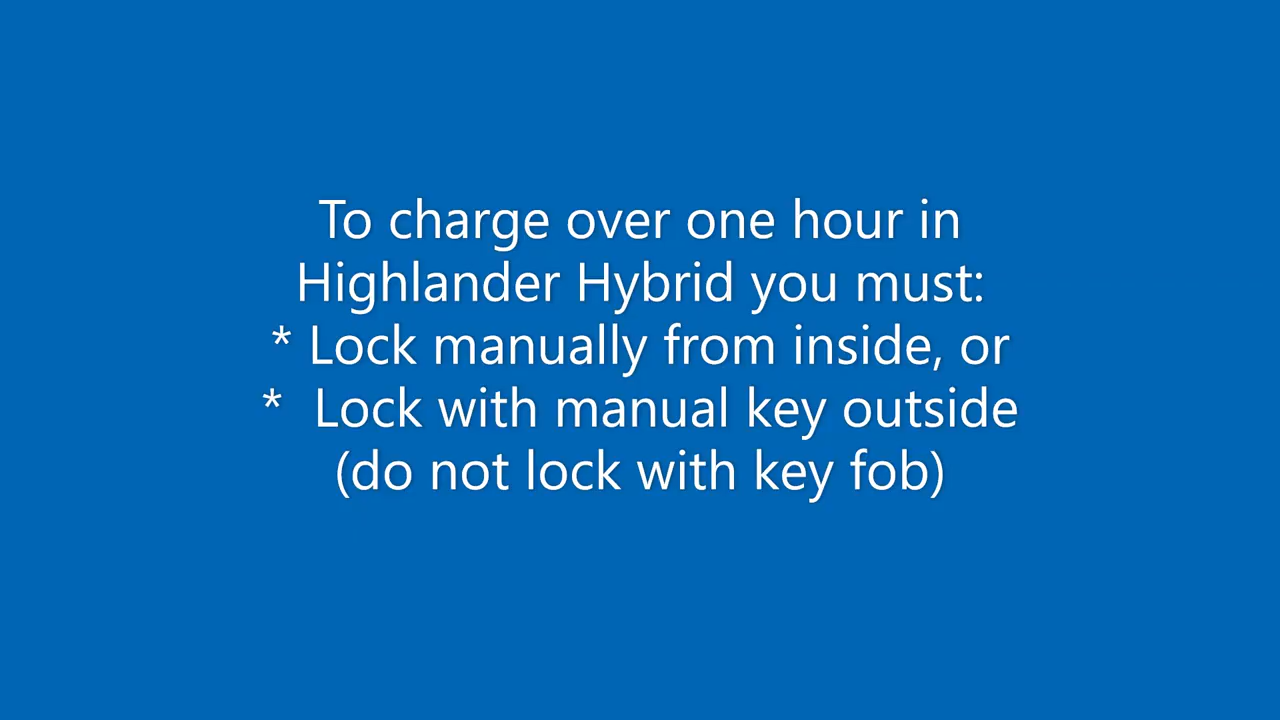 To charge over one hour in
Highlander Hybrid you must:
* Lock manually from inside, or
*  Lock with manual key outside
(do not lock with key fob)